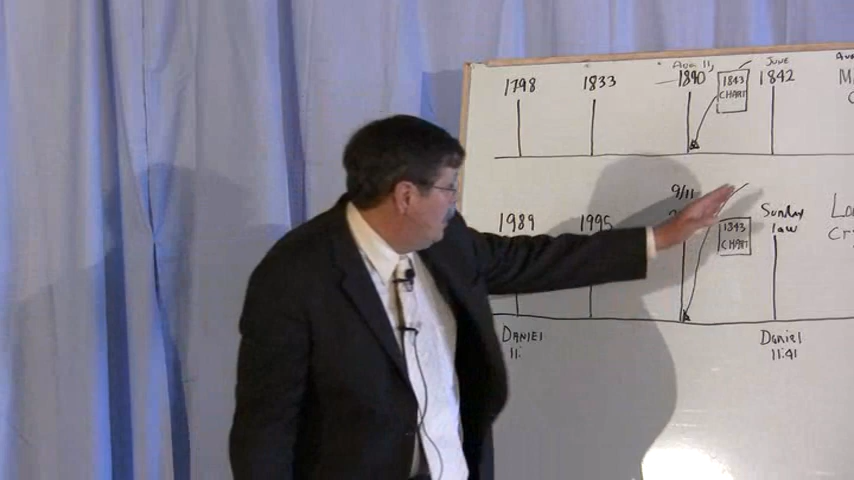 AUG 11,
JUNE
1798
1833
1840
1843
CHART
1842
9/11
Sunday
law
1989
1995
1843
CHART
DANIEL
11:
Daniel
11:41